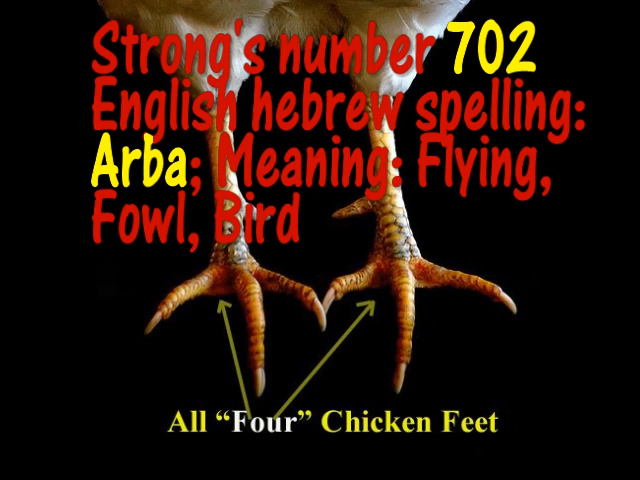 Strong's number 702
English hebrew spelling:
Arba; Meaning: Flying,
Fowl, Bird
All “Four” Chicken Feet